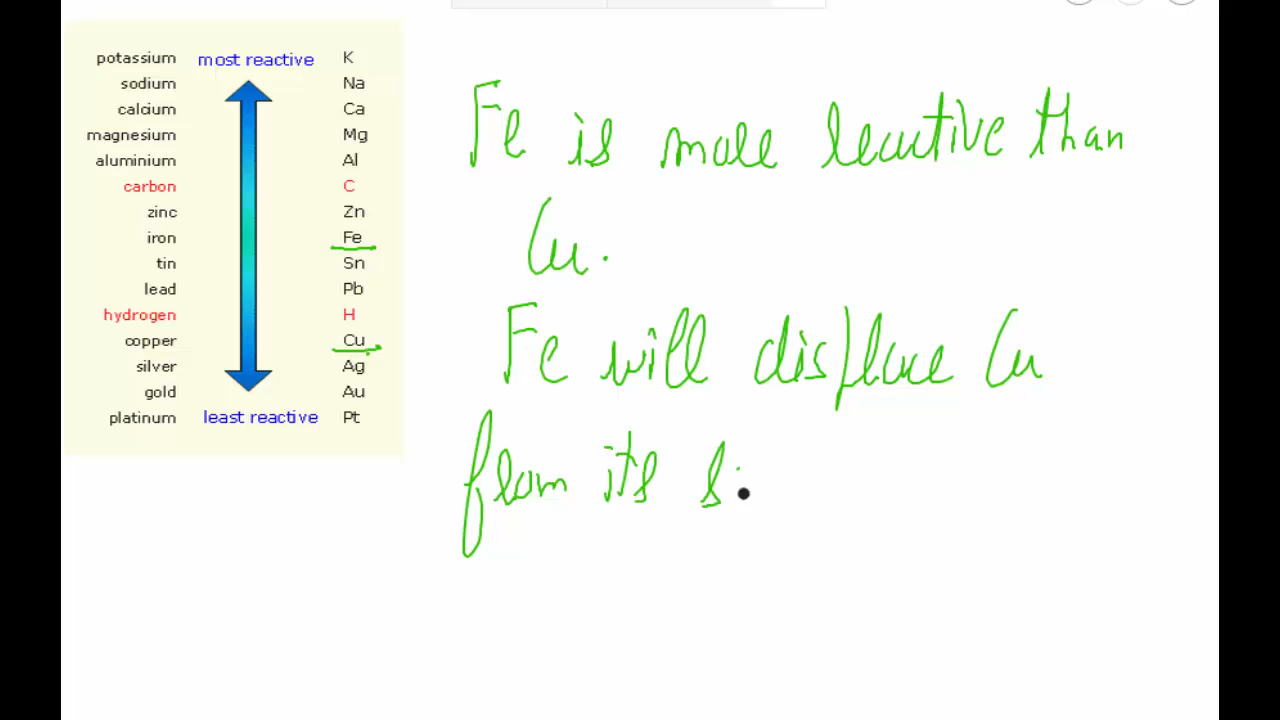 potassium most reactive K
sodium Na
calcium Ca
magnesium Mg
aluminium Al
carbon C
zinc Zn
iron Fe
tin Sn
lead Pb
hydrogen H
copper Cu
silver Ag
gold Au
platinum least reactive Pt
Fe is more reactive than
Cu.
Fe will displace Cu
from its s